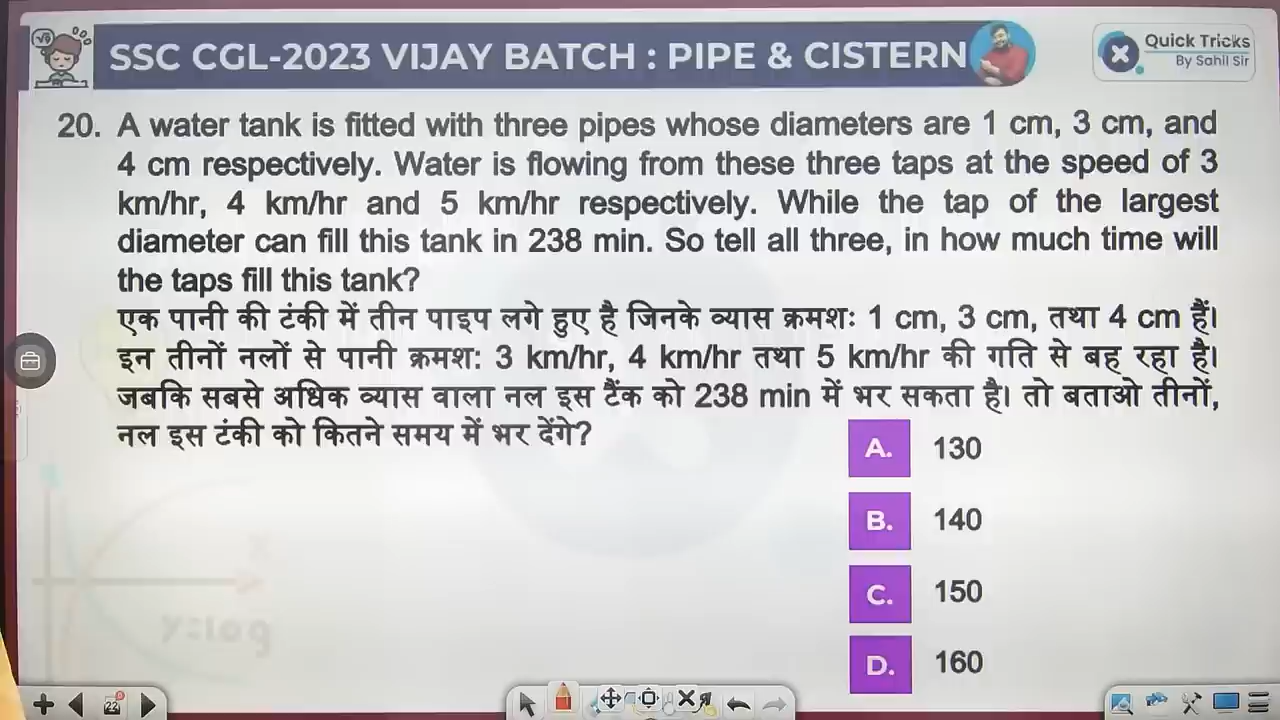 SSC CGL-2023 VIJAY BATCH : PIPE & CISTERN
Quick Tricks
By Sahil Sir
20. A water tank is fitted with three pipes whose diameters are 1 cm, 3 cm, and
4 cm respectively. Water is flowing from these three taps at the speed of 3
km/hr, 4 km/hr and 5 km/hr respectively. While the tap of the largest
diameter can fill this tank in 238 min. So tell all three, in how much time will
the taps fill this tank?
एक पानी की टंकी में तीन पाइप लगे हुए है जिनके व्यास क्रमशः 1 cm, 3 cm, तथा 4 cm हैं।
इन तीनों नलों से पानी क्रमश: 3 km/hr, 4 km/hr तथा 5 km/hr की गति से बह रहा है।
जबकि सबसे अधिक व्यास वाला नल इस टैंक को 238 min में भर सकता है। तो बताओ तीनों,
नल इस टंकी को कितने समय में भर देंगे?
A. 130
B. 140
C. 150
D. 160
y=log
22